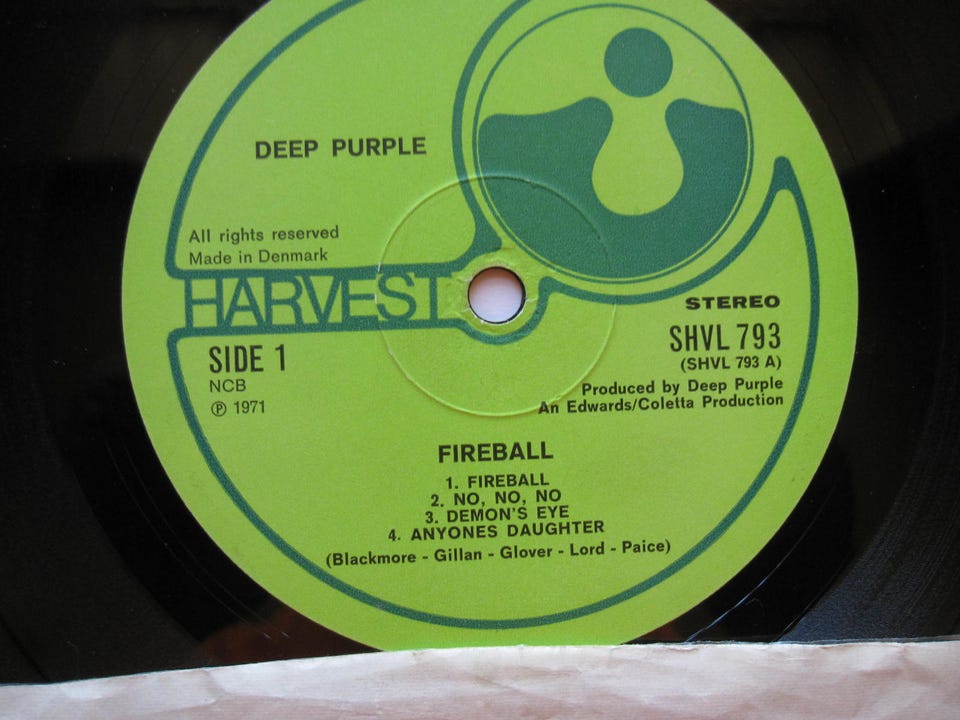 DEEP PURPLE
All rights reserved
Made in Denmark
HARVEST
STEREO
SIDE 1
SHVL 793
NCB
(SHVL 793 A)
℗ 1971
Produced by Deep Purple
An Edwards/Coletta Production
FIREBALL
1. FIREBALL
2. NO, NO, NO
3. DEMON'S EYE
4. ANYONES DAUGHTER
(Blackmore - Gillan - Glover - Lord - Paice)